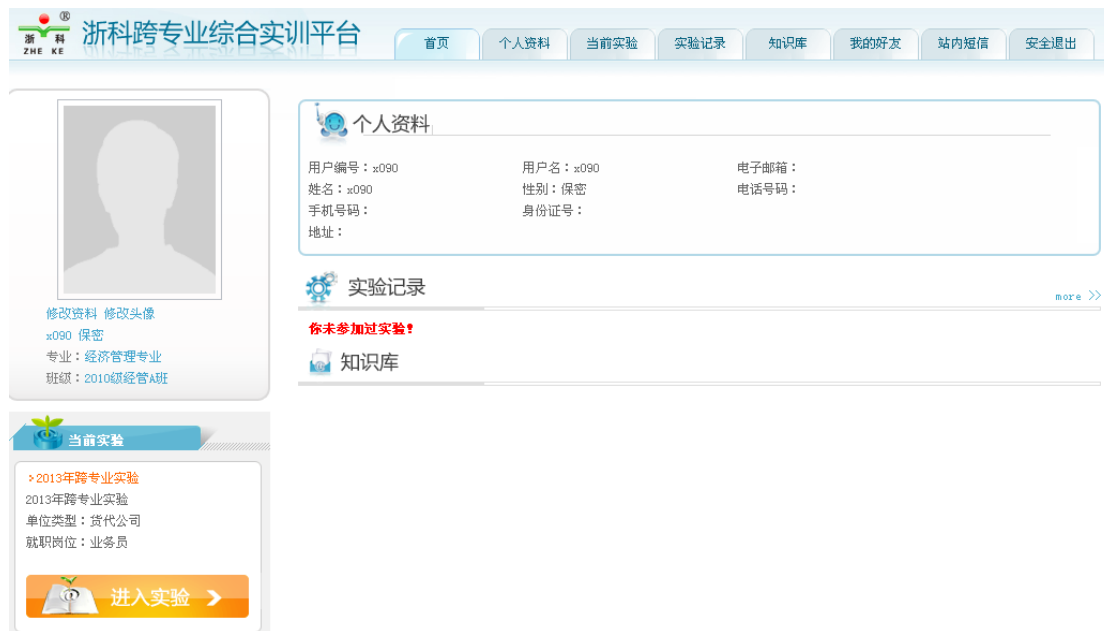 浙科跨专业综合实训平台
®
浙 科
ZHE KE
首页 个人资料 当前实验 实验记录 知识库 我的好友 站内短信 安全退出
修改资料 修改头像
x090 保密
专业：经济管理专业
班级：2010级经管A班
当前实验
>2013年跨专业实验
2013年跨专业实验
单位类型：货代公司
就职岗位：业务员
进入实验
个人资料
用户编号：x090 用户名：x090 电子邮箱：
姓名：x090 性别：保密 电话号码：
手机号码： 身份证号：
地址：
实验记录
more >>
你未参加过实验!
知识库